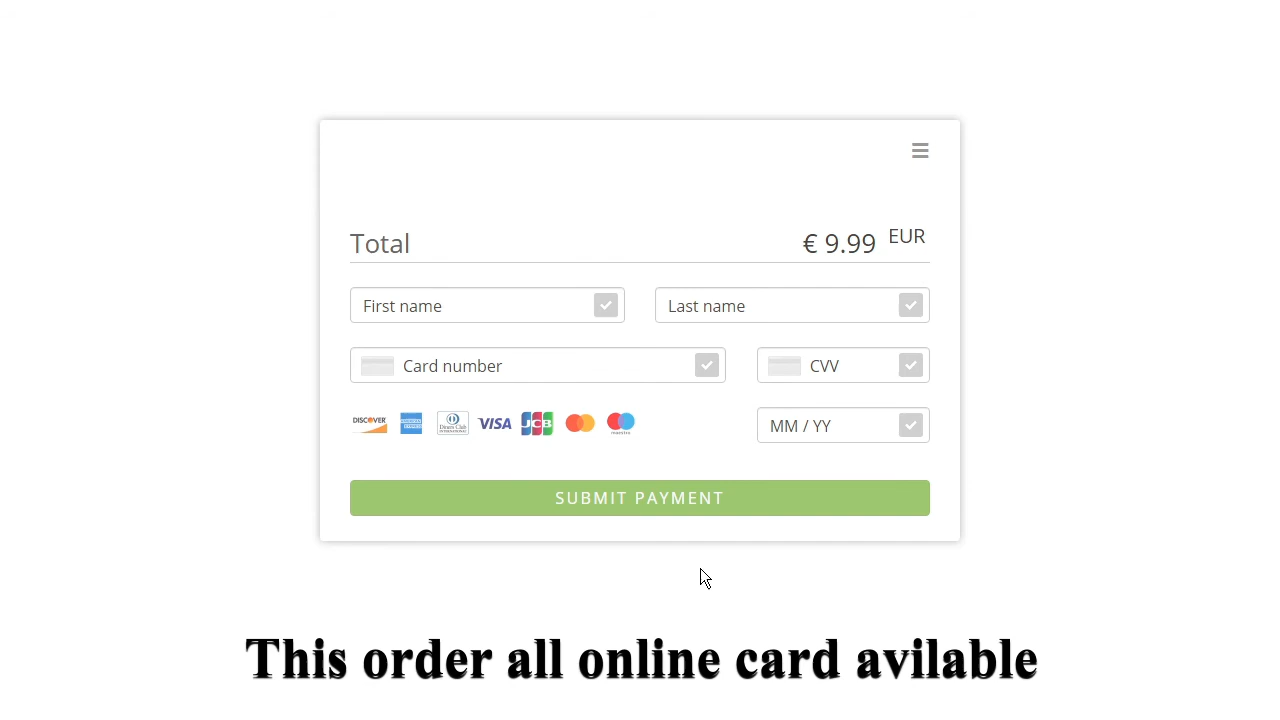 Total € 9.99 EUR
First name Last name
Card number CVV
DISCOVER VISA JCB maestro
MM / YY
SUBMIT PAYMENT
This order all online card avilable